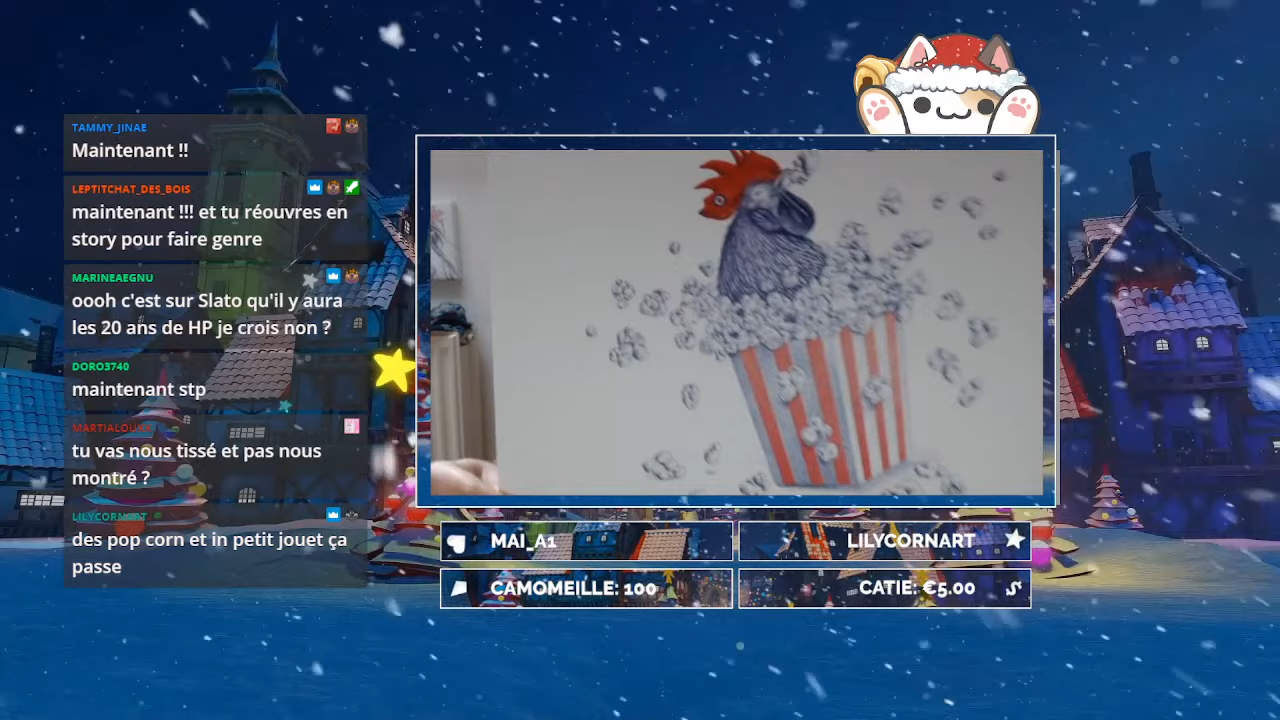 TAMMY_JINAE
Maintenant !!
LEPTITCHAT_DES_BOIS
maintenant !!! et tu réouvres en
story pour faire genre
MARINEAEGNU
oooh c'est sur Slato qu'il y aura
les 20 ans de HP je crois non ?
DORO3740
maintenant stp
tu vas nous tissé et pas nous
montré ?
LILYCORNART
des pop corn et in petit jouet ça
passe
MAI_A1
LILYCORNART
CAMOMEILLE: 100
CATIE: €5.00